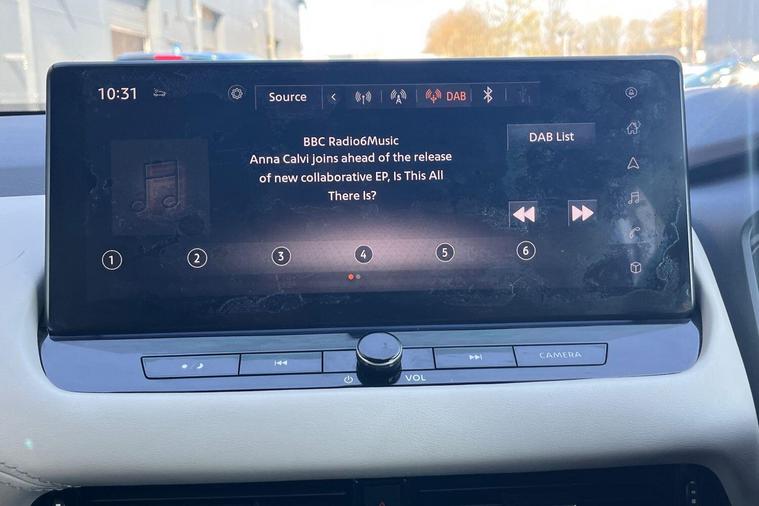 10:31
Source
DAB
BBC Radio6Music
Anna Calvi joins ahead of the release
of new collaborative EP, Is This All
There Is?
DAB List
1 2 3 4 5 6
CAMERA
VOL